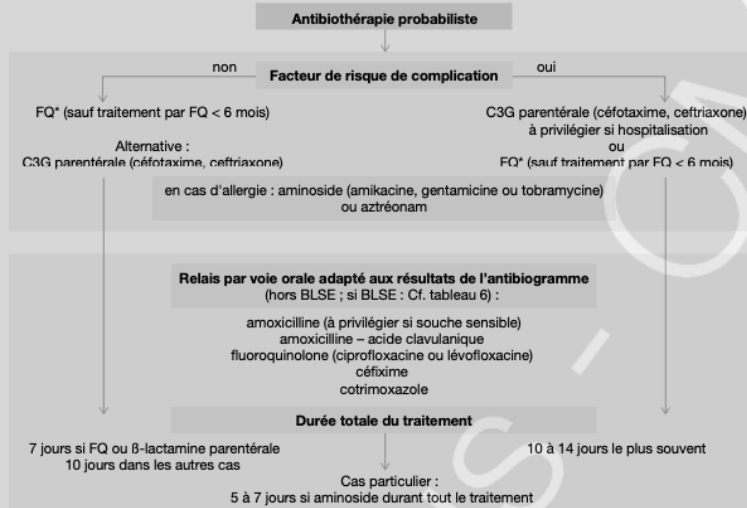 Antibiothérapie probabiliste
non
Facteur de risque de complication
oui
FQ* (sauf traitement par FQ < 6 mois)
Alternative :
C3G parentérale (céfotaxime, ceftriaxone)
C3G parentérale (céfotaxime, ceftriaxone)
à privilégier si hospitalisation
ou
FQ* (sauf traitement par FQ < 6 mois)
en cas d'allergie : aminoside (amikacine, gentamicine ou tobramycine)
ou aztréonam
Relais par voie orale adapté aux résultats de l'antibiogramme
(hors BLSE ; si BLSE : Cf. tableau 6) :
amoxicilline (à privilégier si souche sensible)
amoxicilline – acide clavulanique
fluoroquinolone (ciprofloxacine ou lévofloxacine)
céfixime
cotrimoxazole
Durée totale du traitement
7 jours si FQ ou ß-lactamine parentérale
10 jours dans les autres cas
10 à 14 jours le plus souvent
Cas particulier :
5 à 7 jours si aminoside durant tout le traitement